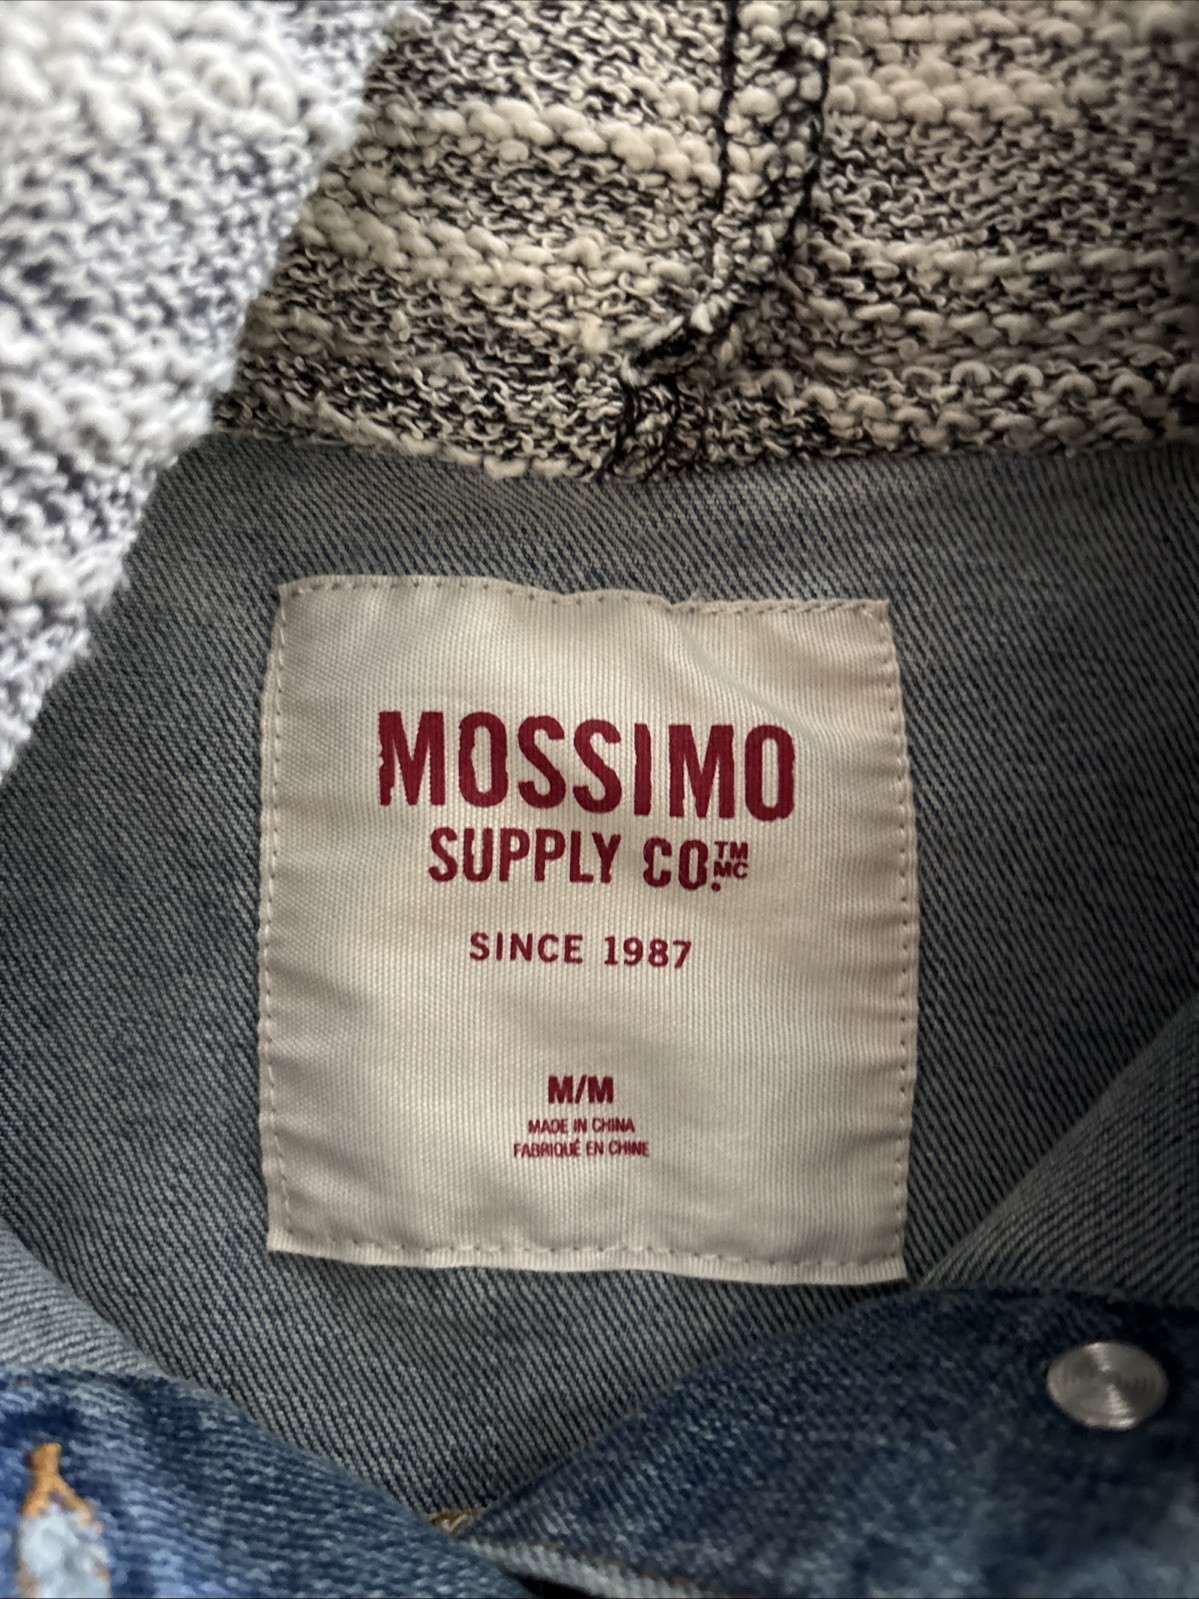 MOSSIMO
SUPPLY CO.™ MC
SINCE 1987
M/M
MADE IN CHINA
FABRIQUÉ EN CHINE